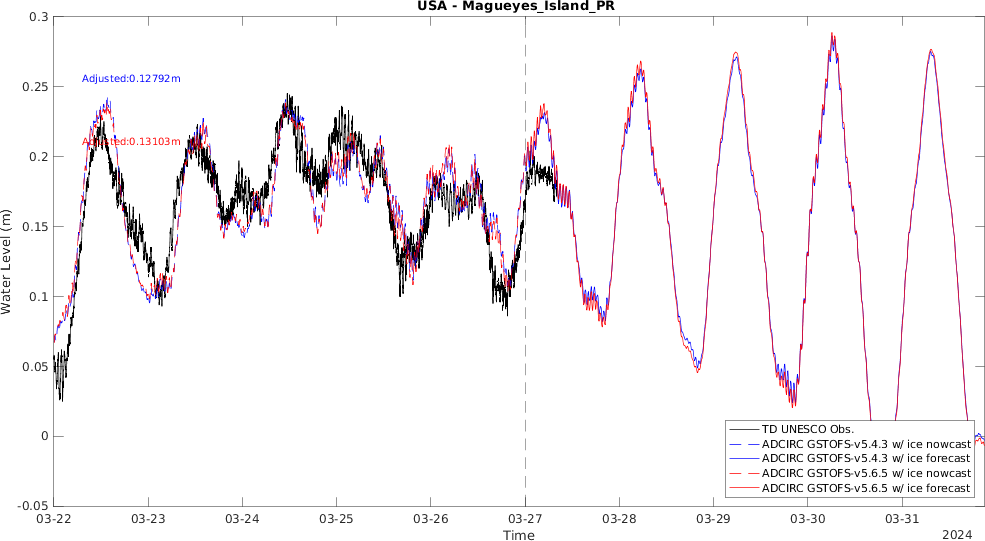 USA - Magueyes_Island_PR
0.3
0.25
0.2
0.15
0.1
0.05
0
-0.05
Water Level (m)
Adjusted:0.12792m
Adjusted:0.13103m
TD UNESCO Obs.
ADCIRC GSTOFS-v5.4.3 w/ ice nowcast
ADCIRC GSTOFS-v5.4.3 w/ ice forecast
ADCIRC GSTOFS-v5.6.5 w/ ice nowcast
ADCIRC GSTOFS-v5.6.5 w/ ice forecast
03-22 03-23 03-24 03-25 03-26 03-27 03-28 03-29 03-30 03-31
Time
2024